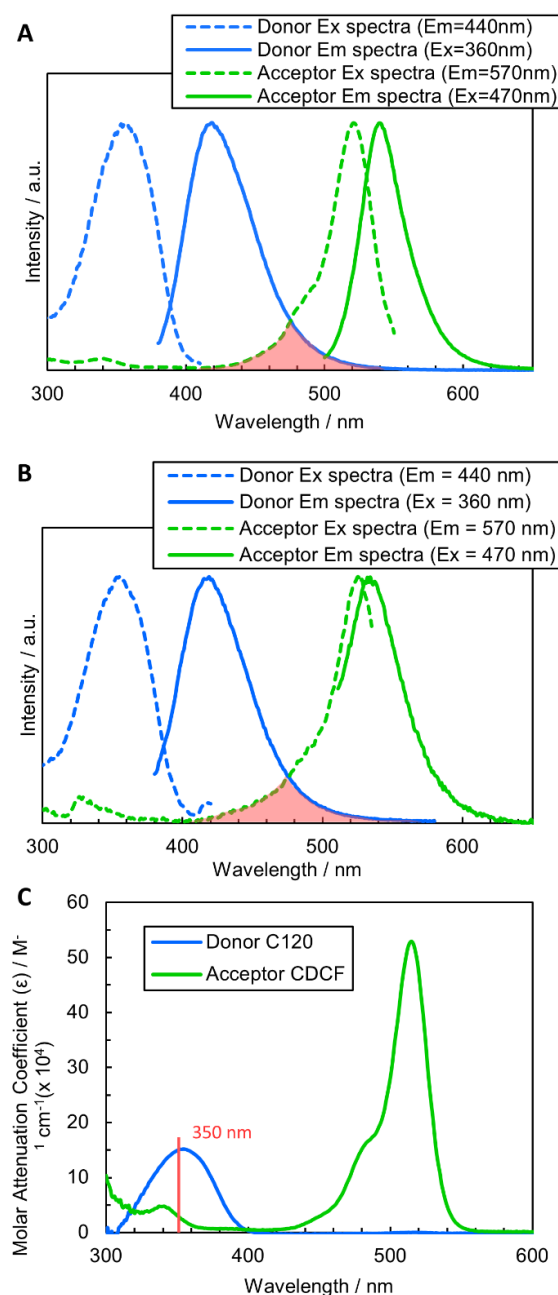 A
Donor Ex spectra (Em=440nm)
Donor Em spectra (Ex=360nm)
Acceptor Ex spectra (Em=570nm)
Acceptor Em spectra (Ex=470nm)
Intensity / a.u.
300 400 500 600
Wavelength / nm
B
Donor Ex spectra (Em = 440 nm)
Donor Em spectra (Ex = 360 nm)
Acceptor Ex spectra (Em = 570 nm)
Acceptor Em spectra (Ex = 470 nm)
Intensity / a.u.
300 400 500 600
Wavelength / nm
C
Molar Attenuation Coefficient (ε) / M-
1 cm-1(x 10⁴)
60
50
40
30
20
10
0
Donor C120
Acceptor CDCF
350 nm
300 400 500 600
Wavelength / nm